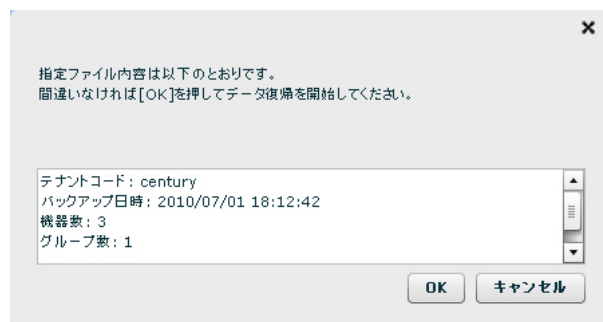 指定ファイル内容は以下のとおりです。
間違いなければ[OK]を押してデータ復帰を開始してください。
テナントコード: century
バックアップ日時: 2010/07/01 18:12:42
機器数: 3
グループ数: 1
OK キャンセル